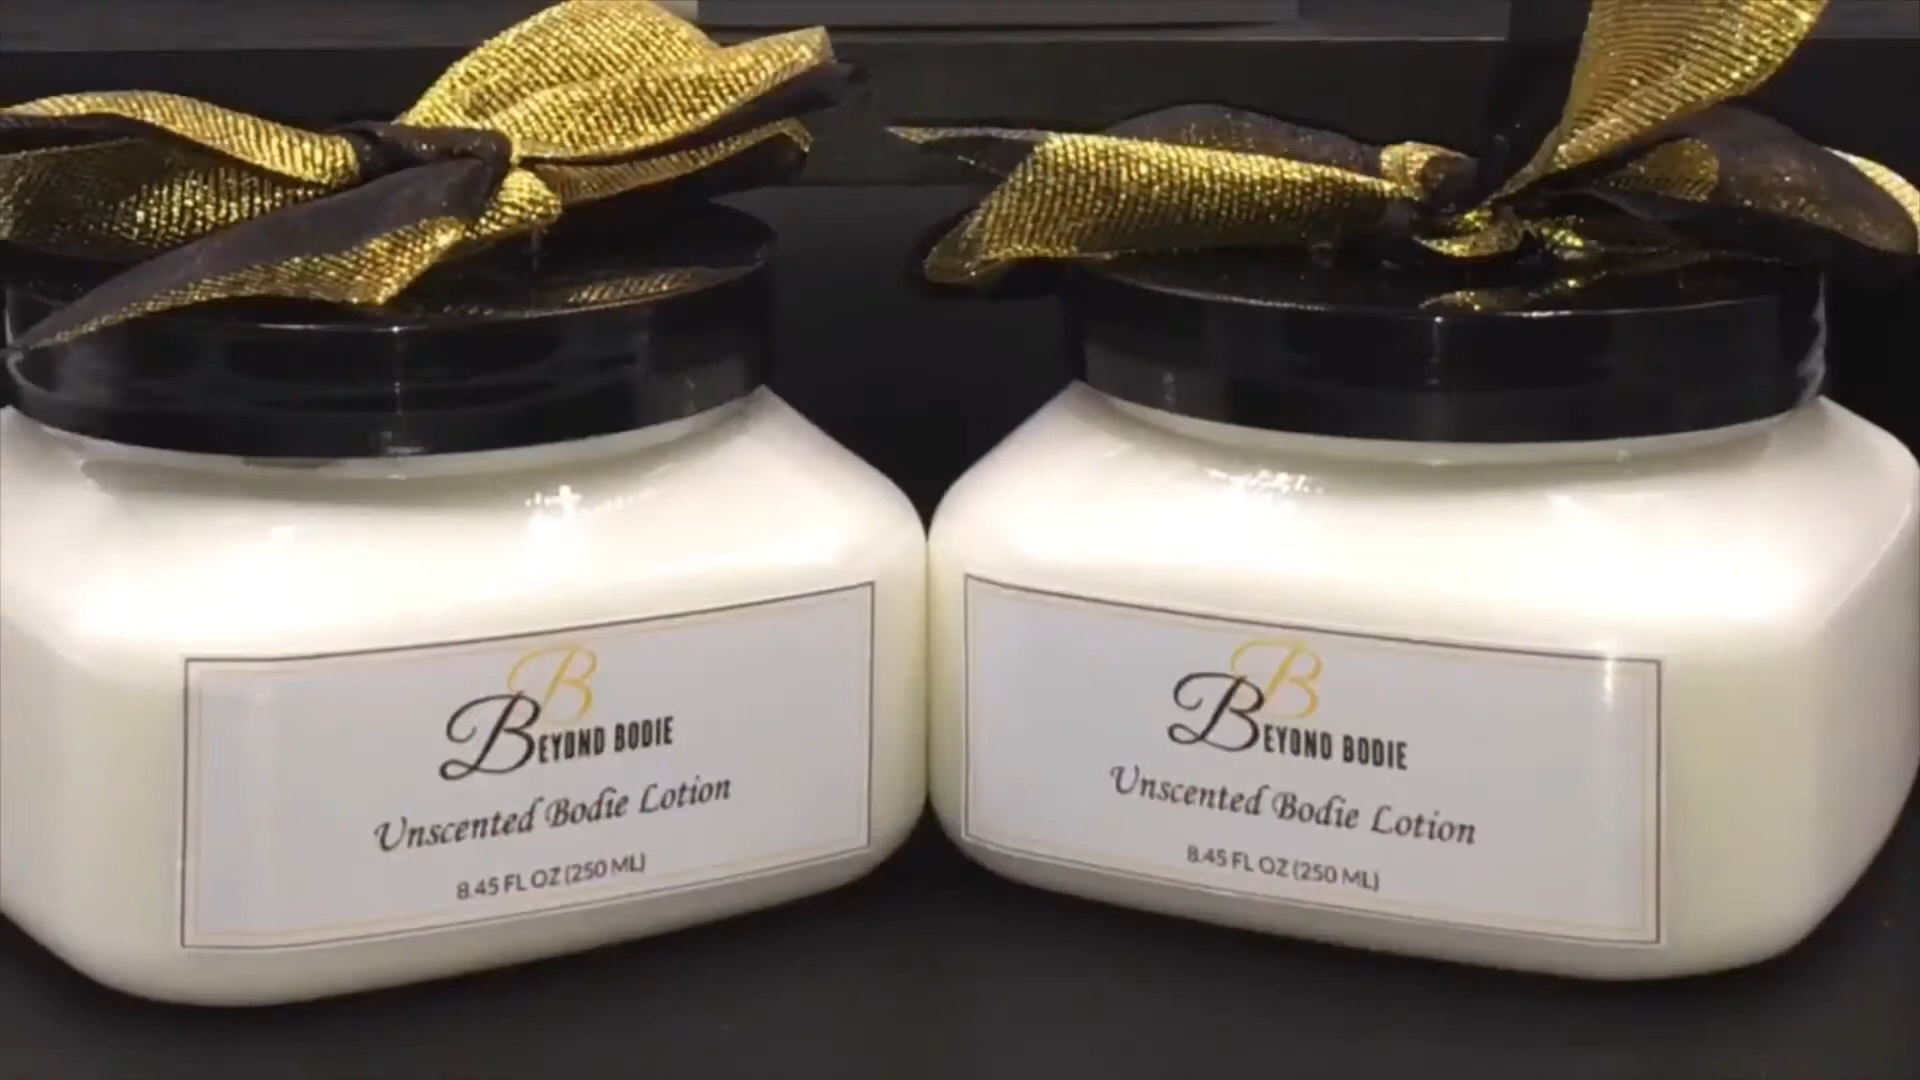 B
BEYOND BODIE
Unscented Bodie Lotion
8.45 FL OZ (250 ML)
B
BEYOND BODIE
Unscented Bodie Lotion
8.45 FL OZ (250 ML)